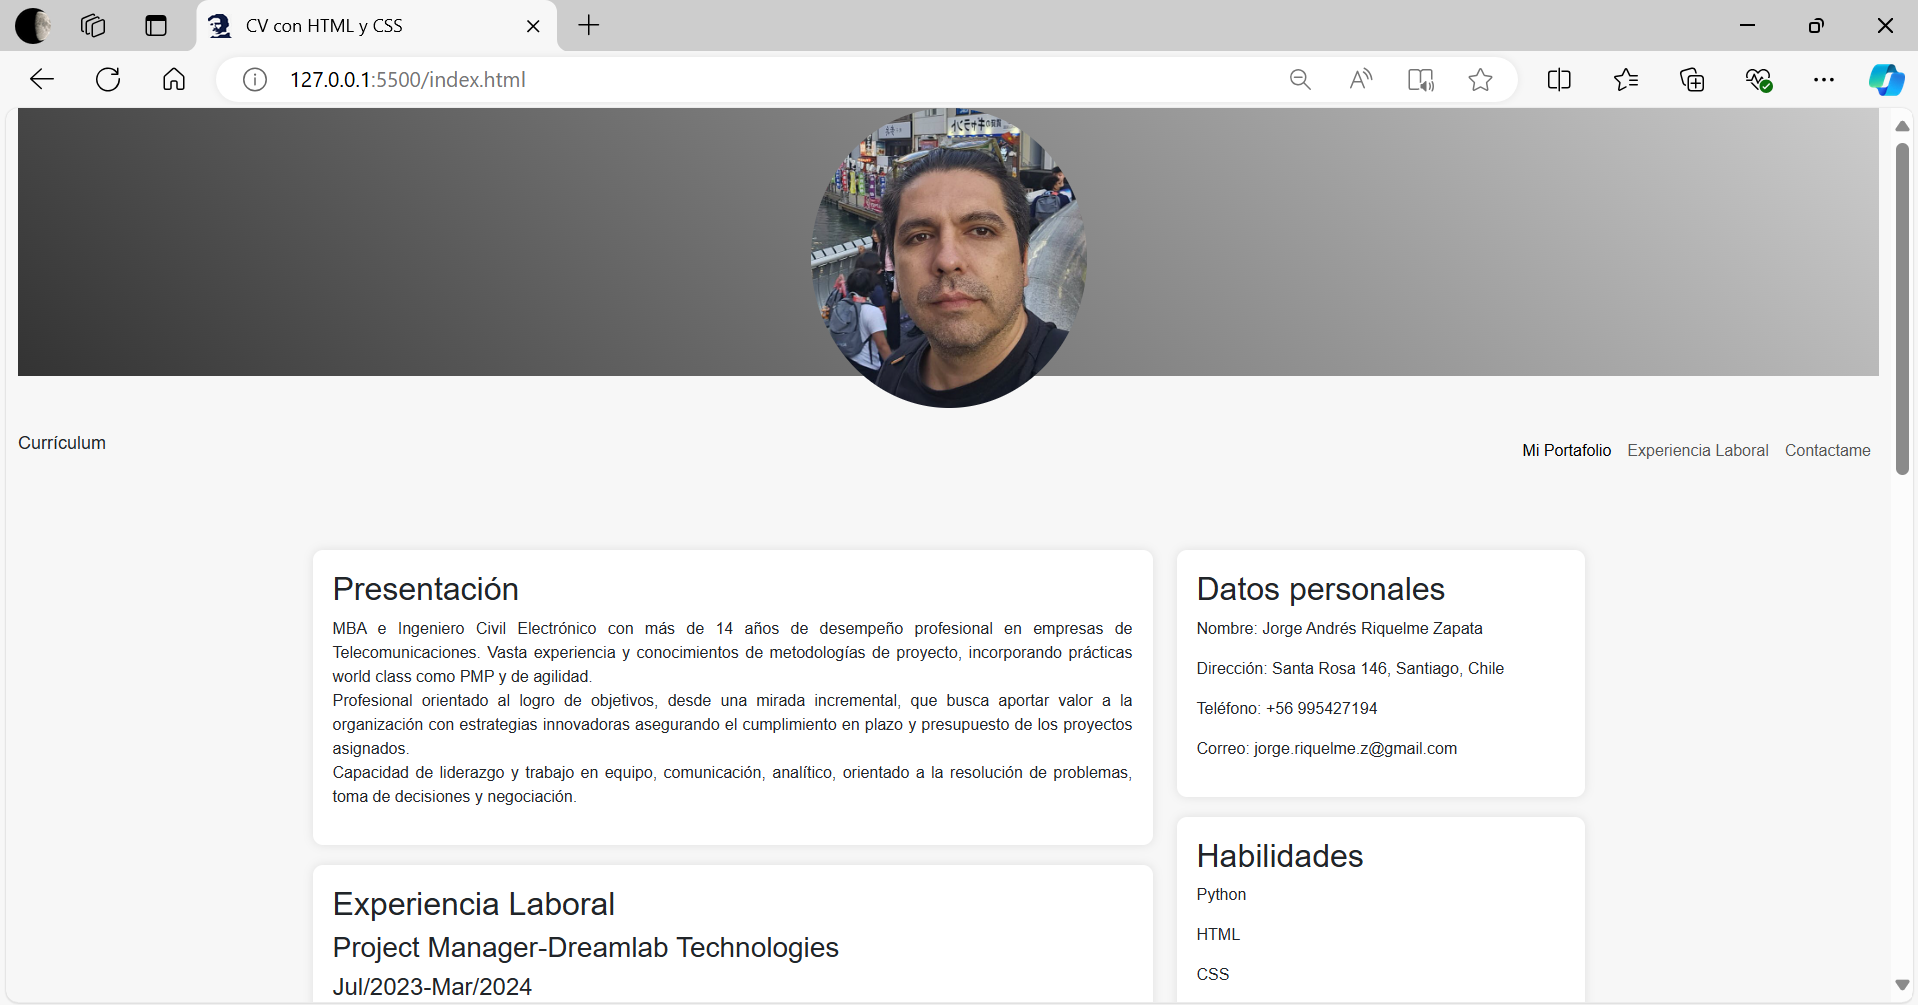 CV con HTML y CSS
127.0.0.1:5500/index.html
Currículum
Mi Portafolio Experiencia Laboral Contactame
Presentación
MBA e Ingeniero Civil Electrónico con más de 14 años de desempeño profesional en empresas de
Telecomunicaciones. Vasta experiencia y conocimientos de metodologías de proyecto, incorporando prácticas
world class como PMP y de agilidad.
Profesional orientado al logro de objetivos, desde una mirada incremental, que busca aportar valor a la
organización con estrategias innovadoras asegurando el cumplimiento en plazo y presupuesto de los proyectos
asignados.
Capacidad de liderazgo y trabajo en equipo, comunicación, analítico, orientado a la resolución de problemas,
toma de decisiones y negociación.
Experiencia Laboral
Project Manager-Dreamlab Technologies
Jul/2023-Mar/2024
Datos personales
Nombre: Jorge Andrés Riquelme Zapata
Dirección: Santa Rosa 146, Santiago, Chile
Teléfono: +56 995427194
Correo: jorge.riquelme.z@gmail.com
Habilidades
Python
HTML
CSS